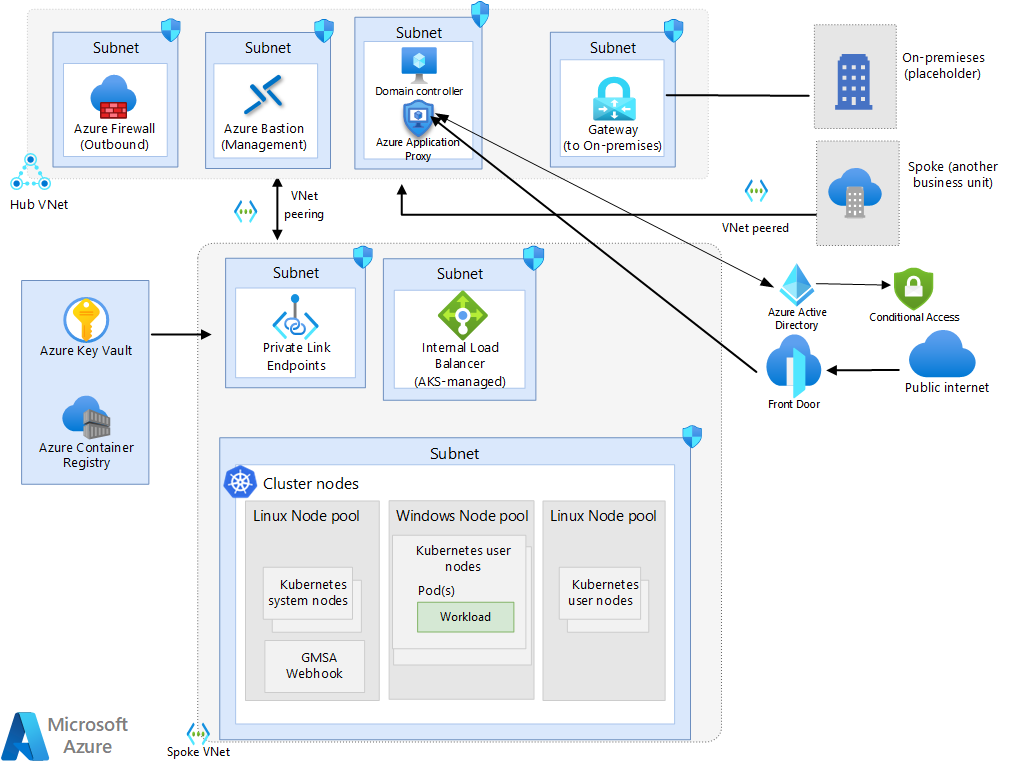 Subnet
Azure Firewall
(Outbound)
Subnet
Azure Bastion
(Management)
Subnet
Domain controller
Azure Application
Proxy
Subnet
Gateway
(to On-premises)
On-premieses
(placeholder)
Spoke (another
business unit)
Hub VNet
VNet
peering
VNet peered
Subnet
Private Link
Endpoints
Subnet
Internal Load
Balancer
(AKS-managed)
Azure Key Vault
Azure Container
Registry
Azure Active
Directory
Conditional Access
Front Door
Public internet
Subnet
Cluster nodes
Linux Node pool
Kubernetes
system nodes
GMSA
Webhook
Windows Node pool
Kubernetes user
nodes
Pod(s)
Workload
Linux Node pool
Kubernetes
user nodes
Spoke VNet
Microsoft
Azure